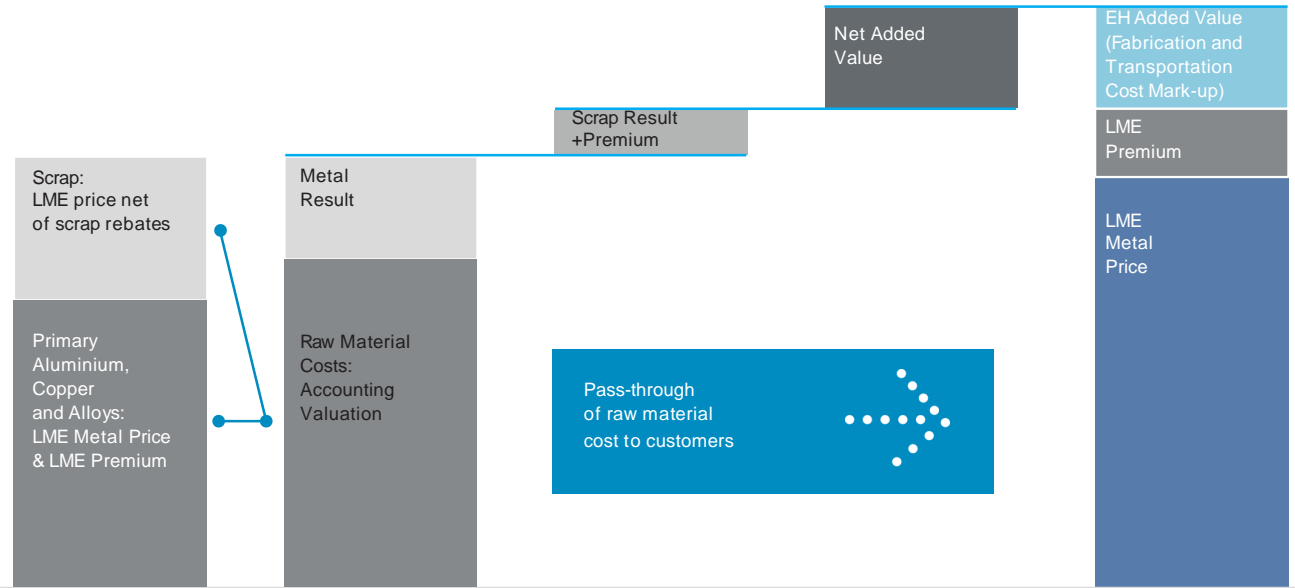 Scrap:
LME price net
of scrap rebates
Primary
Aluminium,
Copper
and Alloys:
LME Metal Price
& LME Premium
Metal
Result
Raw Material
Costs:
Accounting
Valuation
Scrap Result
+Premium
Pass-through
of raw material
cost to customers
Net Added
Value
EH Added Value
(Fabrication and
Transportation
Cost Mark-up)
LME
Premium
LME
Metal
Price